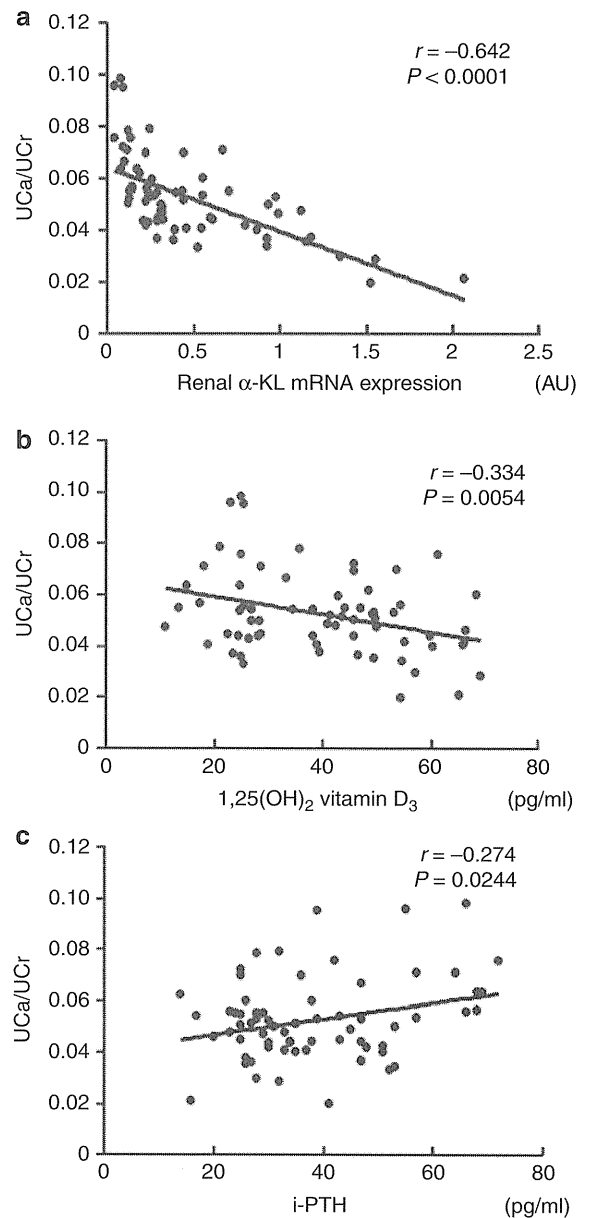 a
0.12
r = –0.642
P < 0.0001
0.10
0.08
0.06
0.04
0.02
0
UCa/UCr
0 0.5 1 1.5 2 2.5
Renal α-KL mRNA expression (AU)
b
0.12
r = –0.334
P = 0.0054
0.10
0.08
0.06
0.04
0.02
0
UCa/UCr
0 20 40 60 80
1,25(OH)₂ vitamin D₃ (pg/ml)
c
0.12
r = –0.274
P = 0.0244
0.10
0.08
0.06
0.04
0.02
0
UCa/UCr
0 20 40 60 80
i-PTH (pg/ml)